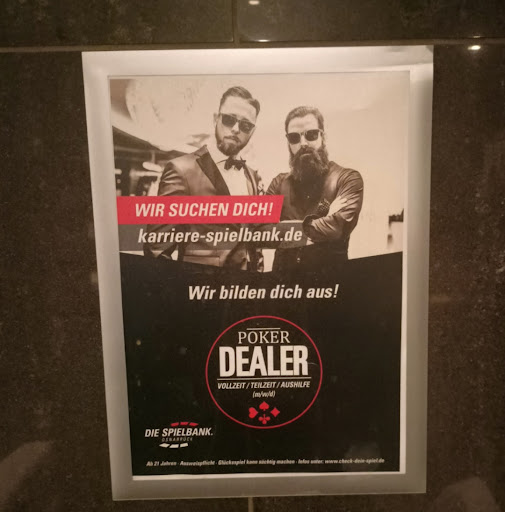 WIR SUCHEN DICH!
karriere-spielbank.de
Wir bilden dich aus!
POKER
DEALER
VOLLZEIT / TEILZEIT / AUSHILFE
(m/w/d)
DIE SPIELBANK.
OSNABRÜCK
Ab 21 Jahren · Ausweispflicht · Glücksspiel kann süchtig machen · Infos unter: www.check-dein-spiel.de